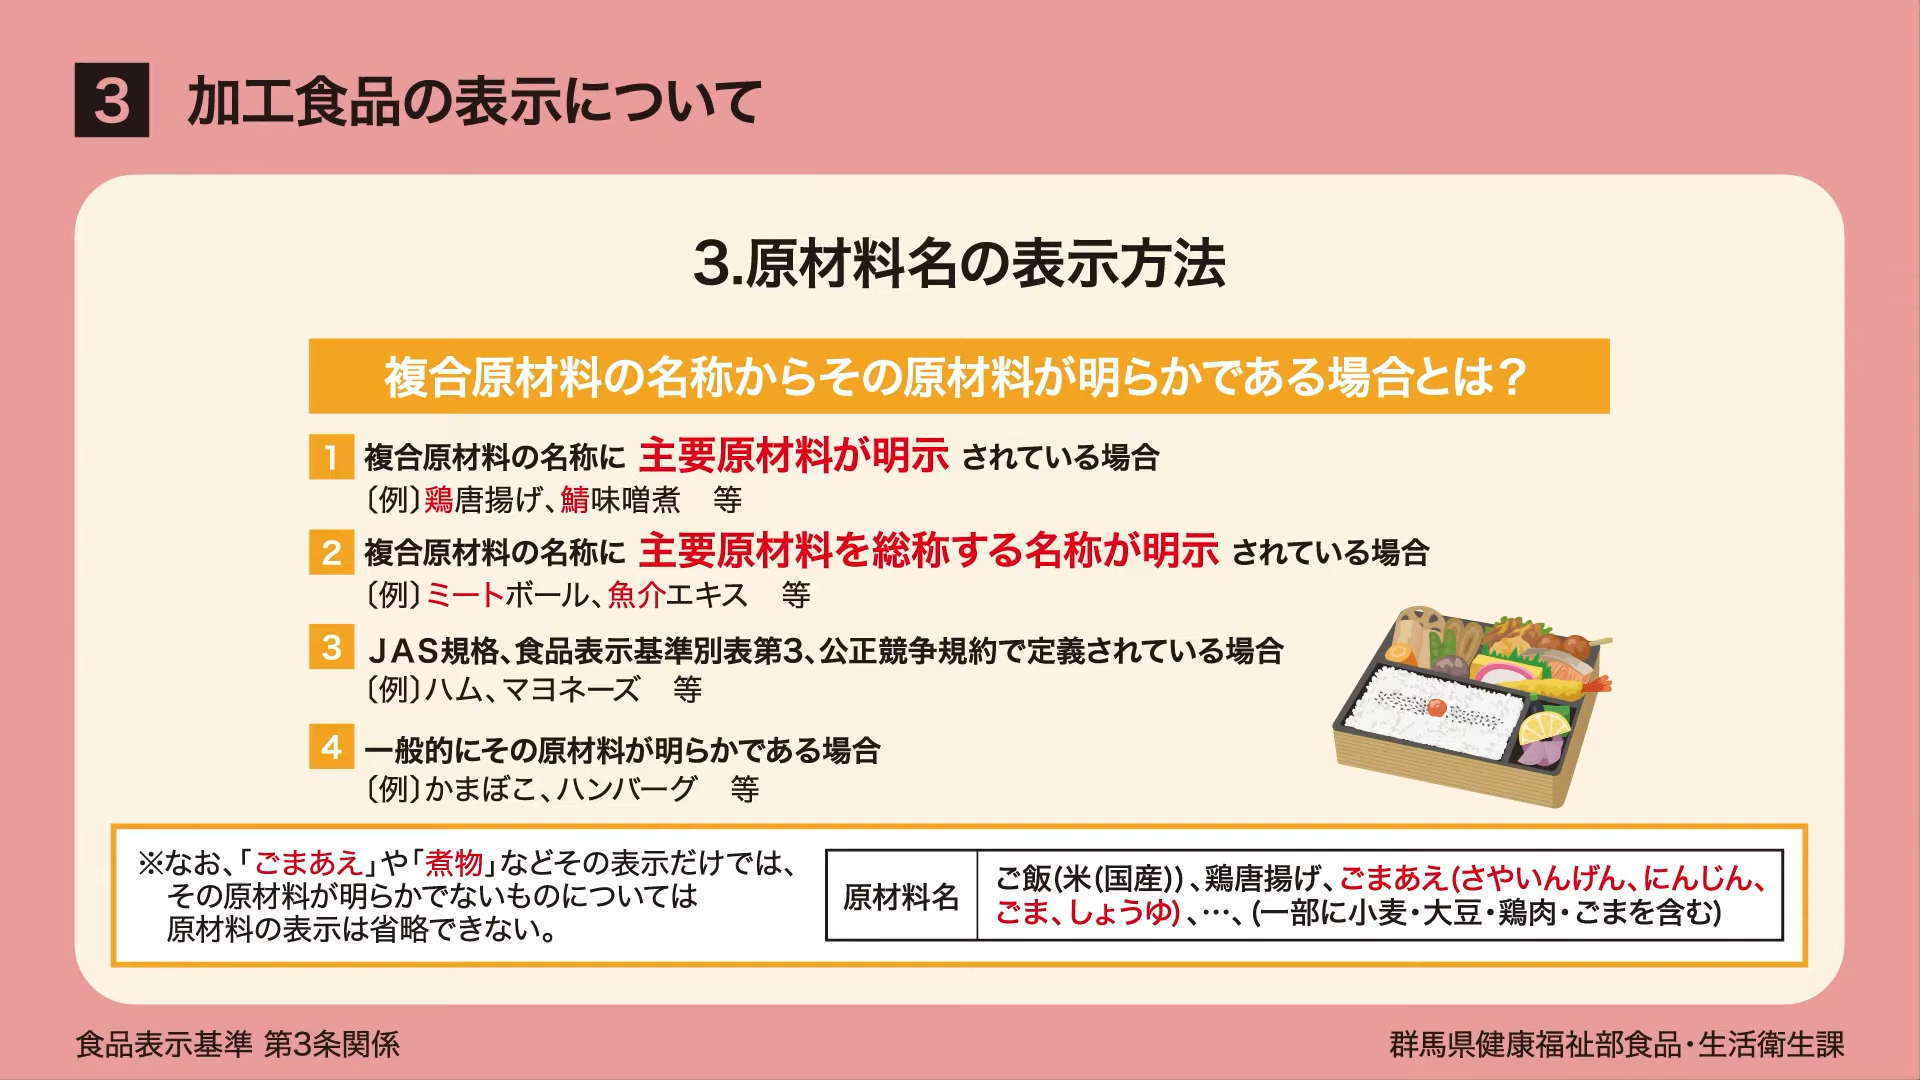 3 加工食品の表示について
3.原材料名の表示方法
複合原材料の名称からその原材料が明らかである場合とは？
1 複合原材料の名称に 主要原材料が明示 されている場合
〔例〕鶏唐揚げ、鯖味噌煮　等
2 複合原材料の名称に 主要原材料を総称する名称が明示 されている場合
〔例〕ミートボール、魚介エキス　等
3 JAS規格、食品表示基準別表第3、公正競争規約で定義されている場合
〔例〕ハム、マヨネーズ　等
4 一般的にその原材料が明らかである場合
〔例〕かまぼこ、ハンバーグ　等
※なお、「ごまあえ」や「煮物」などその表示だけでは、
その原材料が明らかでないものについては
原材料の表示は省略できない。
原材料名
ご飯(米(国産))、鶏唐揚げ、ごまあえ(さやいんげん、にんじん、
ごま、しょうゆ)、…、(一部に小麦・大豆・鶏肉・ごまを含む)
食品表示基準 第3条関係
群馬県健康福祉部食品・生活衛生課